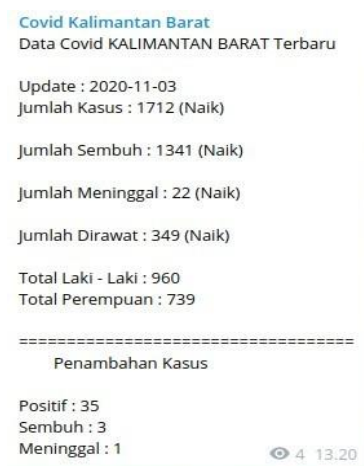 Covid Kalimantan Barat
Data Covid KALIMANTAN BARAT Terbaru
Update : 2020-11-03
Jumlah Kasus : 1712 (Naik)
Jumlah Sembuh : 1341 (Naik)
Jumlah Meninggal : 22 (Naik)
Jumlah Dirawat : 349 (Naik)
Total Laki - Laki : 960
Total Perempuan : 739
===================================
Penambahan Kasus
Positif : 35
Sembuh : 3
Meninggal : 1
4 13.20